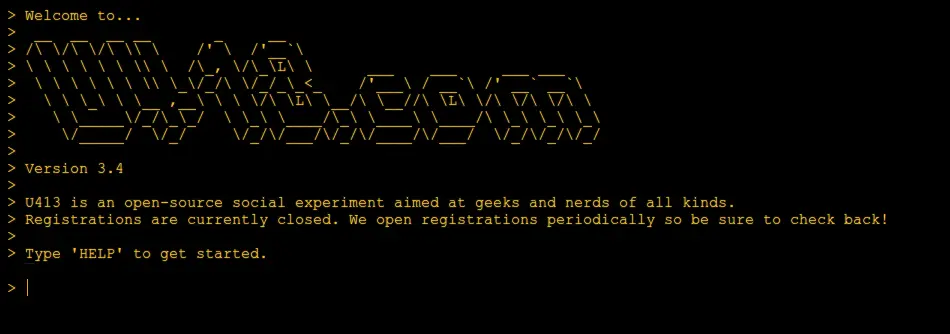 > Welcome to...
>
> U413.com
>
> Version 3.4
>
> U413 is an open-source social experiment aimed at geeks and nerds of all kinds.
> Registrations are currently closed. We open registrations periodically so be sure to check back!
>
> Type 'HELP' to get started.
>